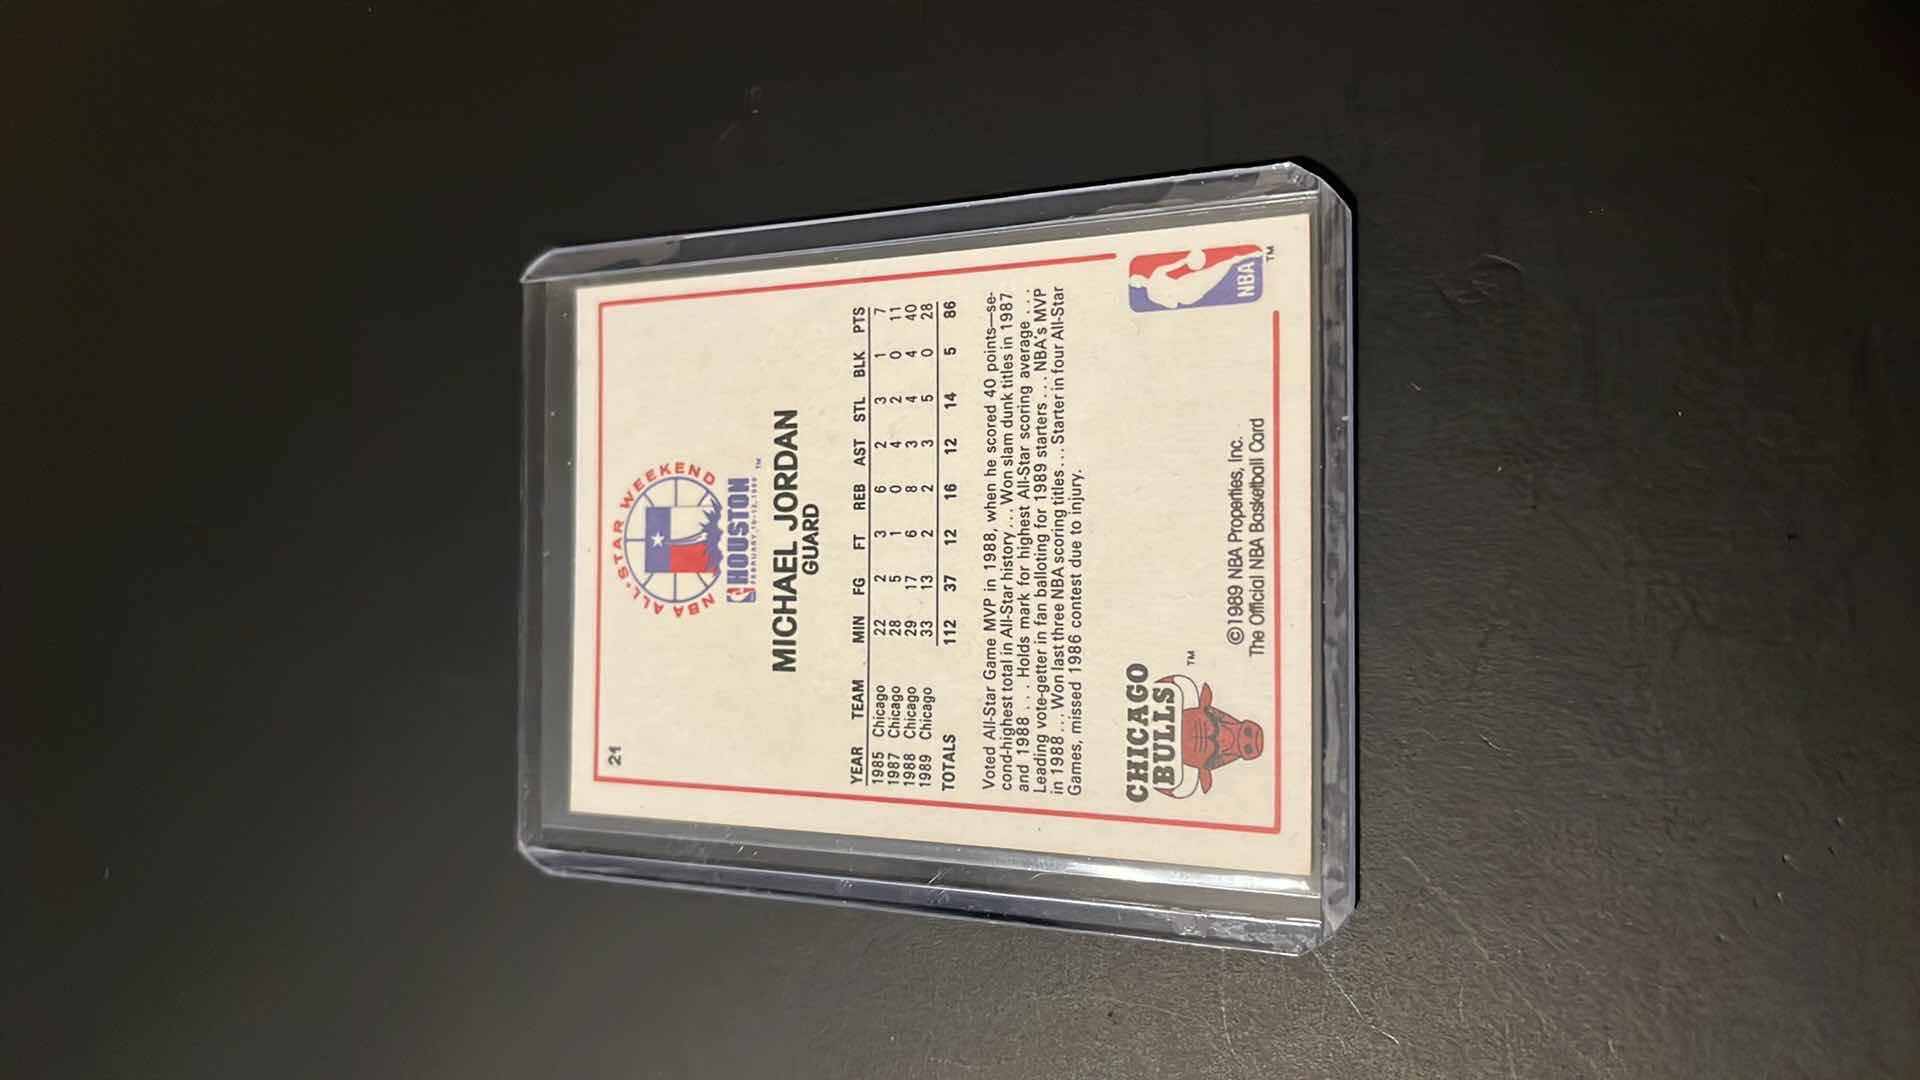 21
NBA ALL★STAR WEEKEND
HOUSTON
FEBRUARY 10-12, 1989
TM
MICHAEL JORDAN
GUARD
YEAR TEAM MIN FG FT REB AST STL BLK PTS
1985 Chicago 22 2 3 6 2 3 1 7
1987 Chicago 28 5 1 0 4 2 0 11
1988 Chicago 29 17 6 8 3 4 4 40
1989 Chicago 33 13 2 2 3 5 0 28
TOTALS 112 37 12 16 12 14 5 86
Voted All-Star Game MVP in 1988, when he scored 40 points—se-
cond-highest total in All-Star history . . . Won slam dunk titles in 1987
and 1988 . . . Holds mark for highest All-Star scoring average . . .
Leading vote-getter in fan balloting for 1989 starters . . . NBA's MVP
in 1988 . . . Won last three NBA scoring titles . . . Starter in four All-Star
Games, missed 1986 contest due to injury.
CHICAGO
BULLS
TM
©1989 NBA Properties, Inc.
The Official NBA Basketball Card
NBA
TM